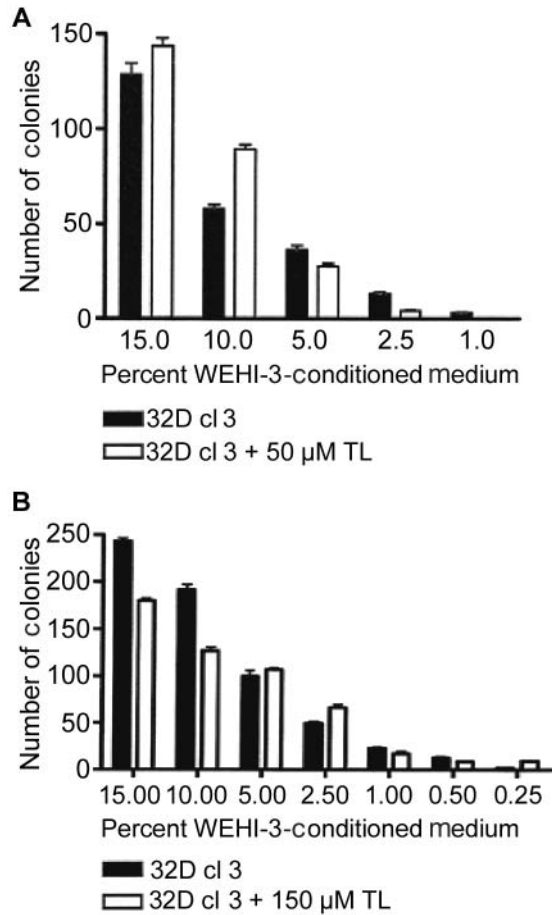 A
150
100
50
0
Number of colonies
15.0 10.0 5.0 2.5 1.0
Percent WEHI-3-conditioned medium
32D cl 3
32D cl 3 + 50 µM TL
B
250
200
150
100
50
0
Number of colonies
15.00 10.00 5.00 2.50 1.00 0.50 0.25
Percent WEHI-3-conditioned medium
32D cl 3
32D cl 3 + 150 µM TL